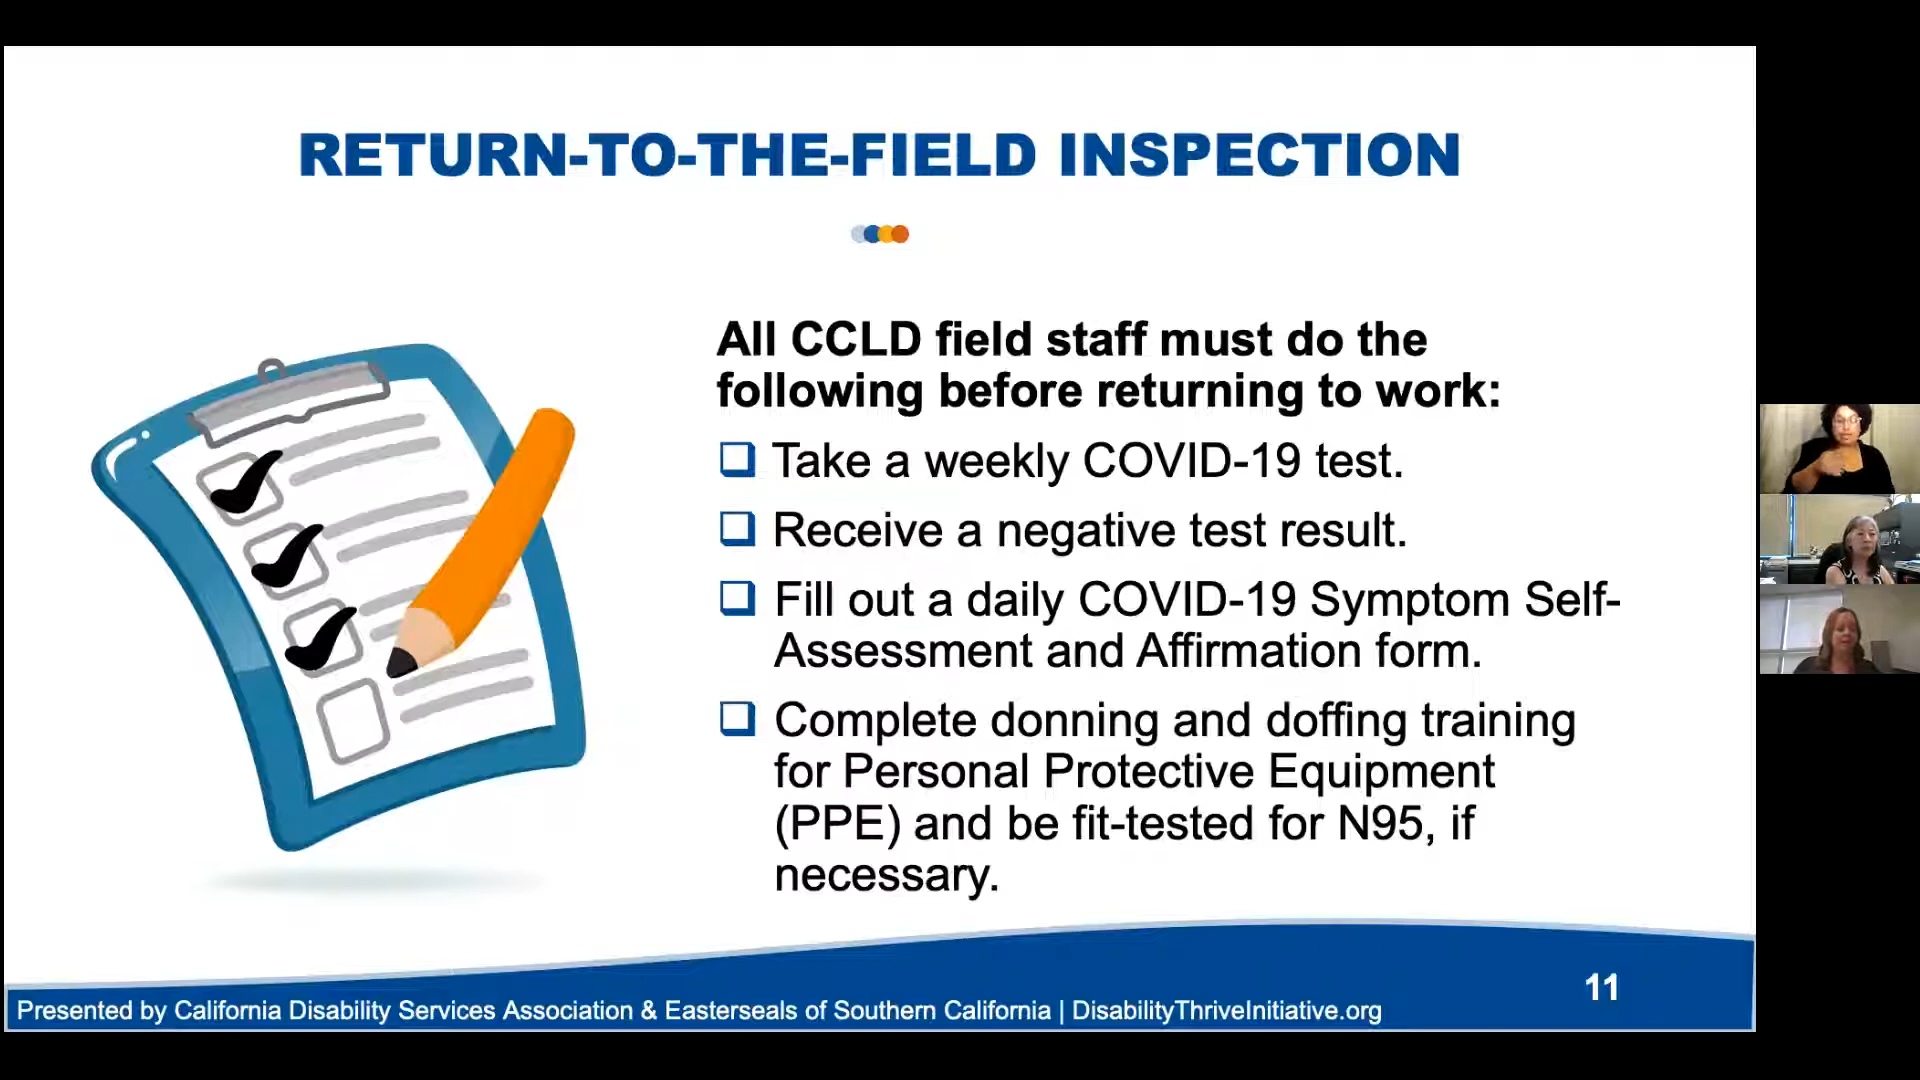 RETURN-TO-THE-FIELD INSPECTION
All CCLD field staff must do the
following before returning to work:
Take a weekly COVID-19 test.
Receive a negative test result.
Fill out a daily COVID-19 Symptom Self-
Assessment and Affirmation form.
Complete donning and doffing training
for Personal Protective Equipment
(PPE) and be fit-tested for N95, if
necessary.
11
Presented by California Disability Services Association & Easterseals of Southern California | DisabilityThriveInitiative.org